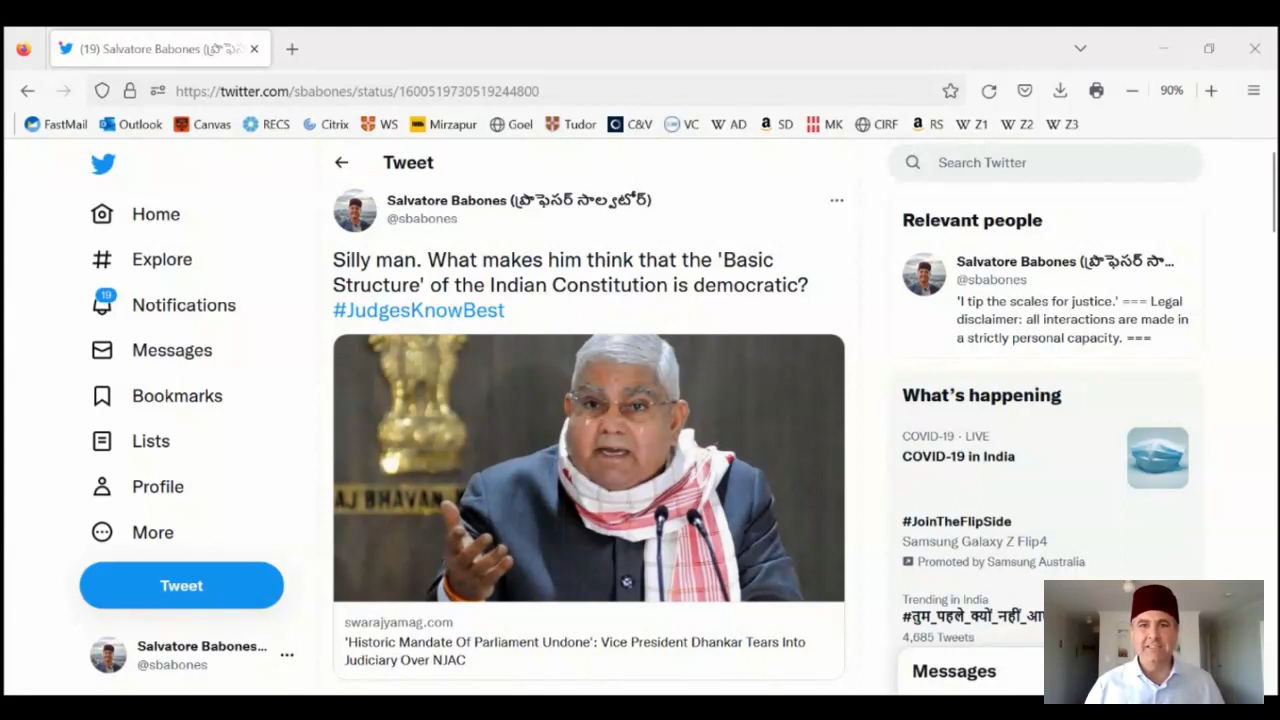 (19) Salvatore Babones (ప్రొఫెస
https://twitter.com/sbabones/status/1600519730519244800
90%
FastMail Outlook Canvas RECS Citrix WS Mirzapur Goel Tudor C&V VC AD SD MK CIRF RS Z1 Z2 Z3
Home
Explore
19
Notifications
Messages
Bookmarks
Lists
Profile
More
Tweet
Salvatore Babones...
@sbabones
Tweet
Salvatore Babones (ప్రొఫెసర్ సాల్వటోర్)
@sbabones
Silly man. What makes him think that the 'Basic
Structure' of the Indian Constitution is democratic?
#JudgesKnowBest
AJ BHAVAN
swarajyamag.com
'Historic Mandate Of Parliament Undone': Vice President Dhankar Tears Into
Judiciary Over NJAC
Search Twitter
Relevant people
Salvatore Babones (ప్రొఫెసర్ సా...
@sbabones
'I tip the scales for justice.' === Legal
disclaimer: all interactions are made in
a strictly personal capacity. ===
What's happening
COVID-19 · LIVE
COVID-19 in India
#JoinTheFlipSide
Samsung Galaxy Z Flip4
Promoted by Samsung Australia
Trending in India
#तुम_पहले_क्यों_नहीं_आ
4,685 Tweets
Messages